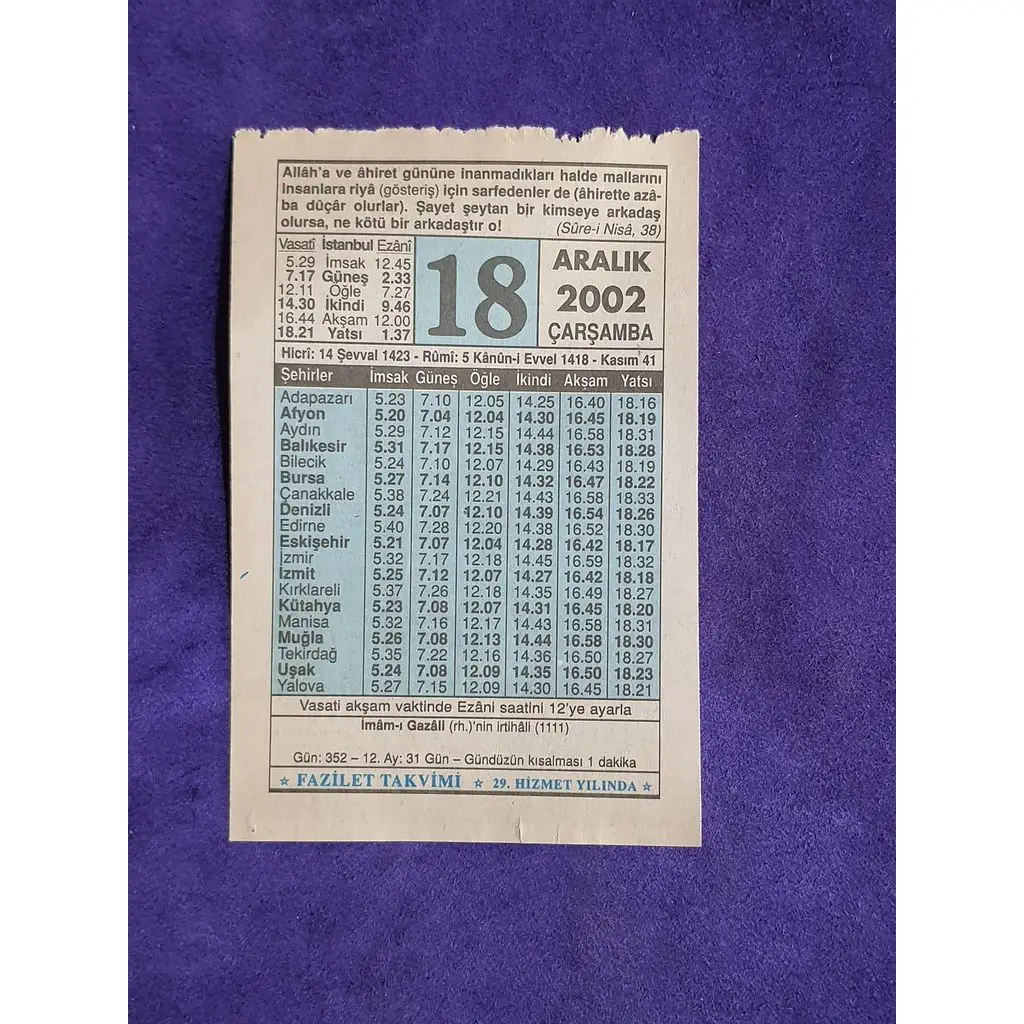 Allâh'a ve âhiret gününe inanmadıkları halde mallarını
insanlara riyâ (gösteriş) için sarfedenler de (âhirette azâ-
ba dûçâr olurlar). Şayet şeytan bir kimseye arkadaş
olursa, ne kötü bir arkadaştır o! (Sûre-i Nisâ, 38)
Vasatî İstanbul Ezânî
5.29 İmsak 12.45
7.17 Güneş 2.33
12.11 Öğle 7.27
14.30 İkindi 9.46
16.44 Akşam 12.00
18.21 Yatsı 1.37
18
ARALIK
2002
ÇARŞAMBA
Hicrî: 14 Şevval 1423 - Rûmî: 5 Kânûn-i Evvel 1418 - Kasım 41
Şehirler İmsak Güneş Öğle İkindi Akşam Yatsı
Adapazarı 5.23 7.10 12.05 14.25 16.40 18.16
Afyon 5.20 7.04 12.04 14.30 16.45 18.19
Aydın 5.29 7.12 12.15 14.44 16.58 18.31
Balıkesir 5.31 7.17 12.15 14.38 16.53 18.28
Bilecik 5.24 7.10 12.07 14.29 16.43 18.19
Bursa 5.27 7.14 12.10 14.32 16.47 18.22
Çanakkale 5.38 7.24 12.21 14.43 16.58 18.33
Denizli 5.24 7.07 12.10 14.39 16.54 18.26
Edirne 5.40 7.28 12.20 14.38 16.52 18.30
Eskişehir 5.21 7.07 12.04 14.28 16.42 18.17
İzmir 5.32 7.17 12.18 14.45 16.59 18.32
İzmit 5.25 7.12 12.07 14.27 16.42 18.18
Kırklareli 5.37 7.26 12.18 14.35 16.49 18.27
Kütahya 5.23 7.08 12.07 14.31 16.45 18.20
Manisa 5.32 7.16 12.17 14.43 16.58 18.31
Muğla 5.26 7.08 12.13 14.44 16.58 18.30
Tekirdağ 5.35 7.22 12.16 14.36 16.50 18.27
Uşak 5.24 7.08 12.09 14.35 16.50 18.23
Yalova 5.27 7.15 12.09 14.30 16.45 18.21
Vasati akşam vaktinde Ezâni saatini 12'ye ayarla
İmâm-ı Gazâli (rh.)'nin irtihâli (1111)
Gün: 352 – 12. Ay: 31 Gün – Gündüzün kısalması 1 dakika
☆ FAZİLET TAKVİMİ ☆ 29. HİZMET YILINDA ☆